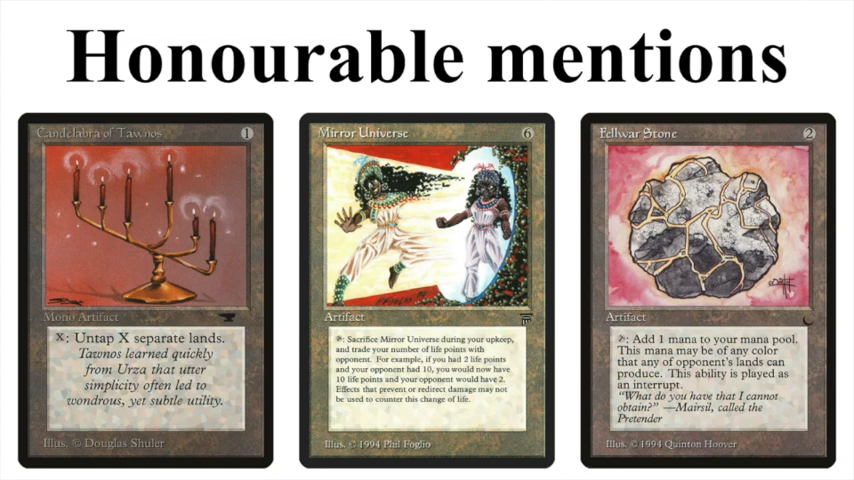 Honourable mentions
Candelabra of Tawnos 1
Mono Artifact
X: Untap X separate lands.
Tawnos learned quickly
from Urza that utter
simplicity often led to
wondrous, yet subtle utility.
Illus. © Douglas Shuler
Mirror Universe 6
Artifact
: Sacrifice Mirror Universe during your upkeep,
and trade your number of life points with
opponent. For example, if you had 2 life points
and your opponent had 10, you would now have
10 life points and your opponent would have 2.
Effects that prevent or redirect damage may not
be used to counter this change of life.
Illus. © 1994 Phil Foglio
Fellwar Stone 2
Artifact
: Add 1 mana to your mana pool.
This mana may be of any color
that any of opponent's lands can
produce. This ability is played as
an interrupt.
"What do you have that I cannot
obtain?" —Mairsil, called the
Pretender
Illus. © 1994 Quinton Hoover